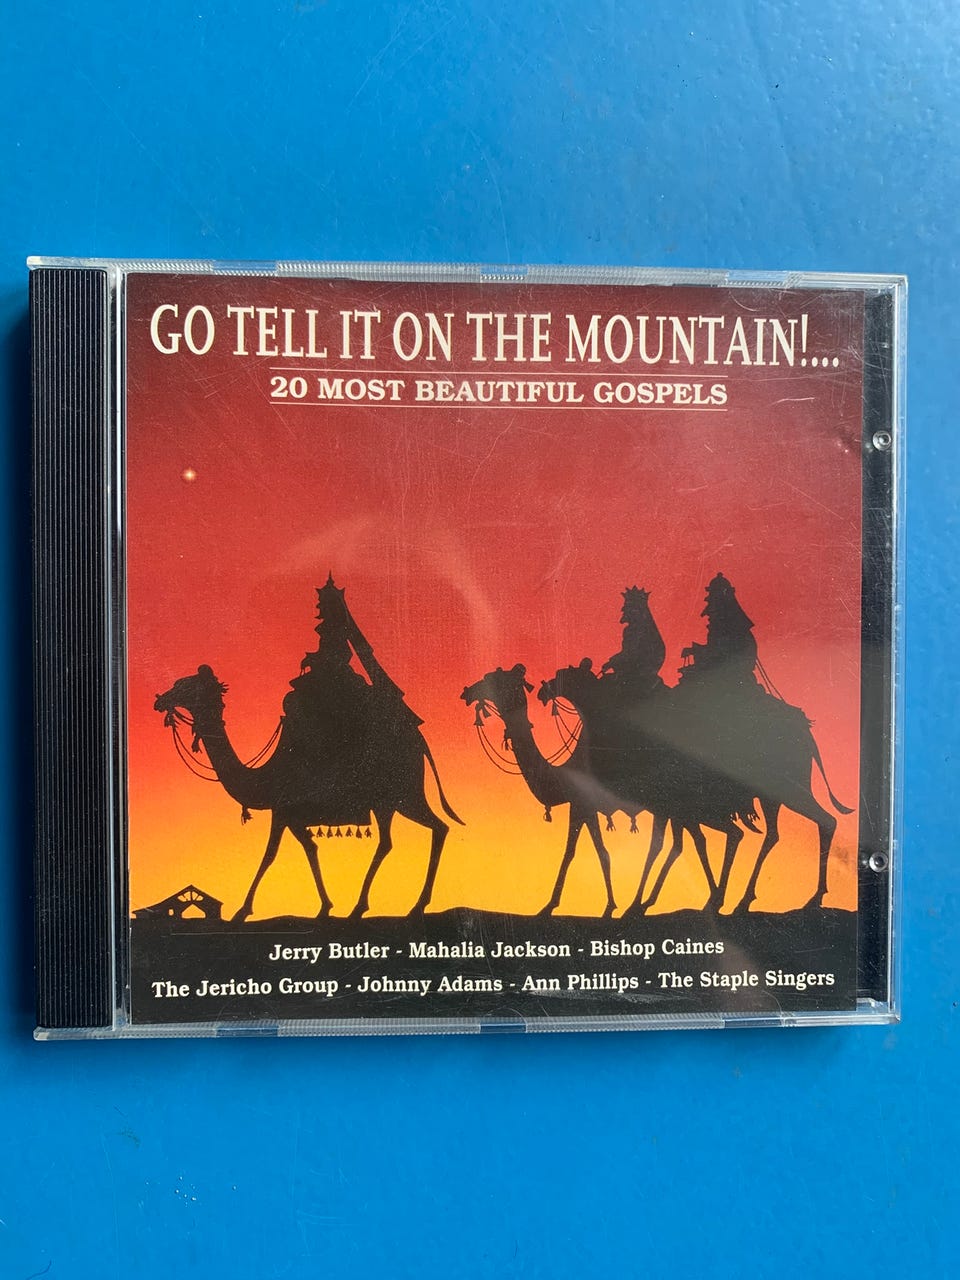 GO TELL IT ON THE MOUNTAIN!...
20 MOST BEAUTIFUL GOSPELS
Jerry Butler - Mahalia Jackson - Bishop Caines
The Jericho Group - Johnny Adams - Ann Phillips - The Staple Singers